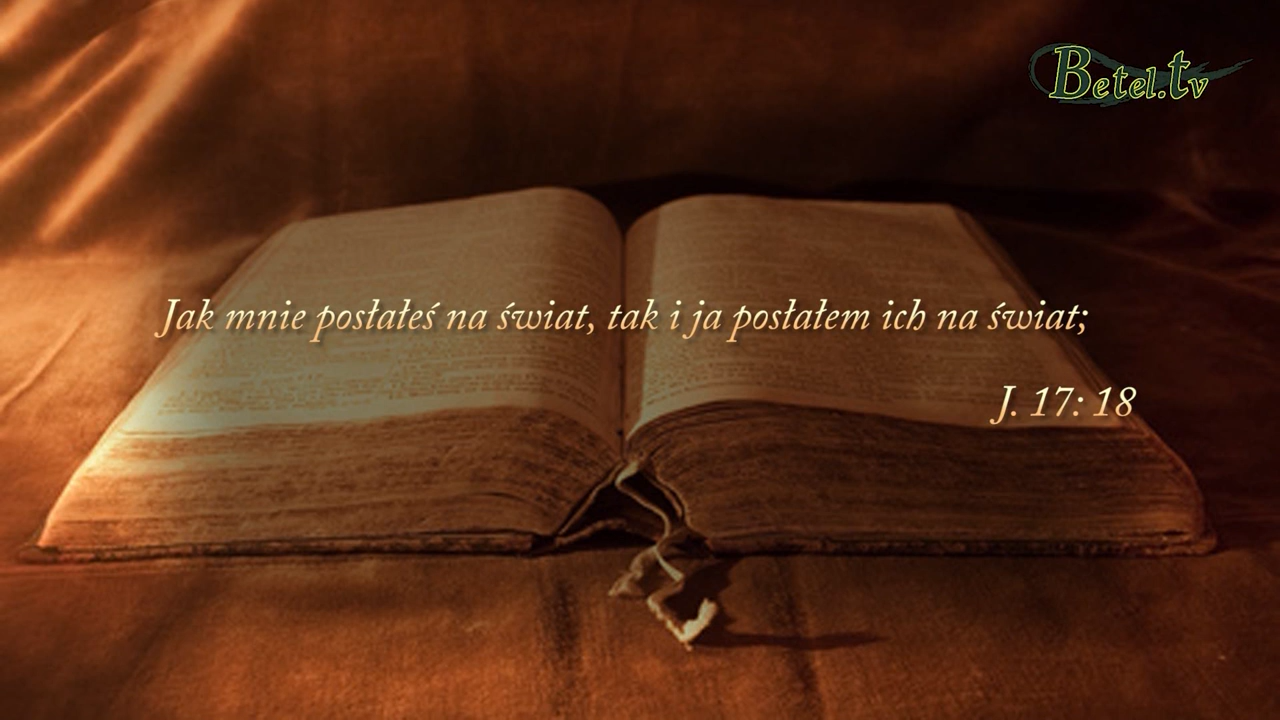 Betel.tv
Jak mnie posłałeś na świat, tak i ja posłałem ich na świat;
J. 17: 18